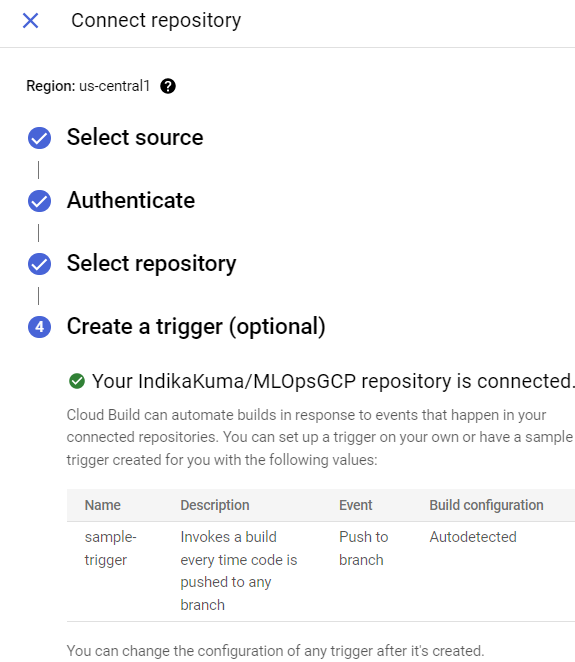 Connect repository
Region: us-central1 ?
Select source
Authenticate
Select repository
4 Create a trigger (optional)
Your IndikaKuma/MLOpsGCP repository is connected.
Cloud Build can automate builds in response to events that happen in your
connected repositories. You can set up a trigger on your own or have a sample
trigger created for you with the following values:
Name Description Event Build configuration
sample- Invokes a build Push to Autodetected
trigger every time code is branch
pushed to any
branch
You can change the configuration of any trigger after it's created.